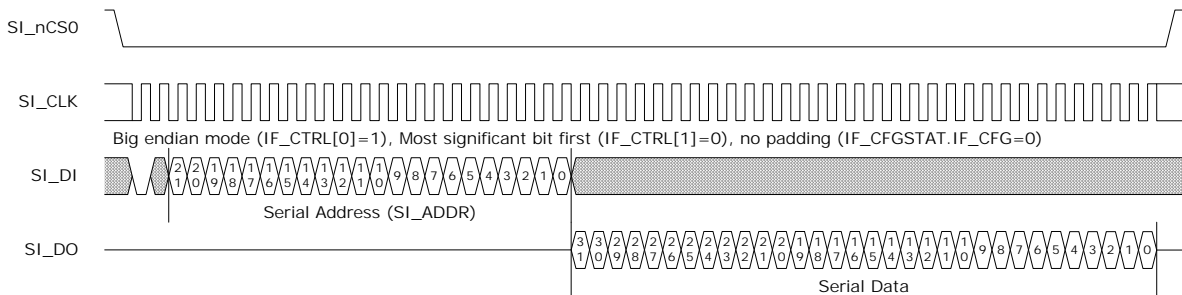 SI_nCS0
SI_CLK
Big endian mode (IF_CTRL[0]=1), Most significant bit first (IF_CTRL[1]=0), no padding (IF_CFGSTAT.IF_CFG=0)
SI_DI 21 20 19 18 17 16 15 14 13 12 11 10 9 8 7 6 5 4 3 2 1 0
Serial Address (SI_ADDR)
SI_DO 31 30 29 28 27 26 25 24 23 22 21 20 19 18 17 16 15 14 13 12 11 10 9 8 7 6 5 4 3 2 1 0
Serial Data